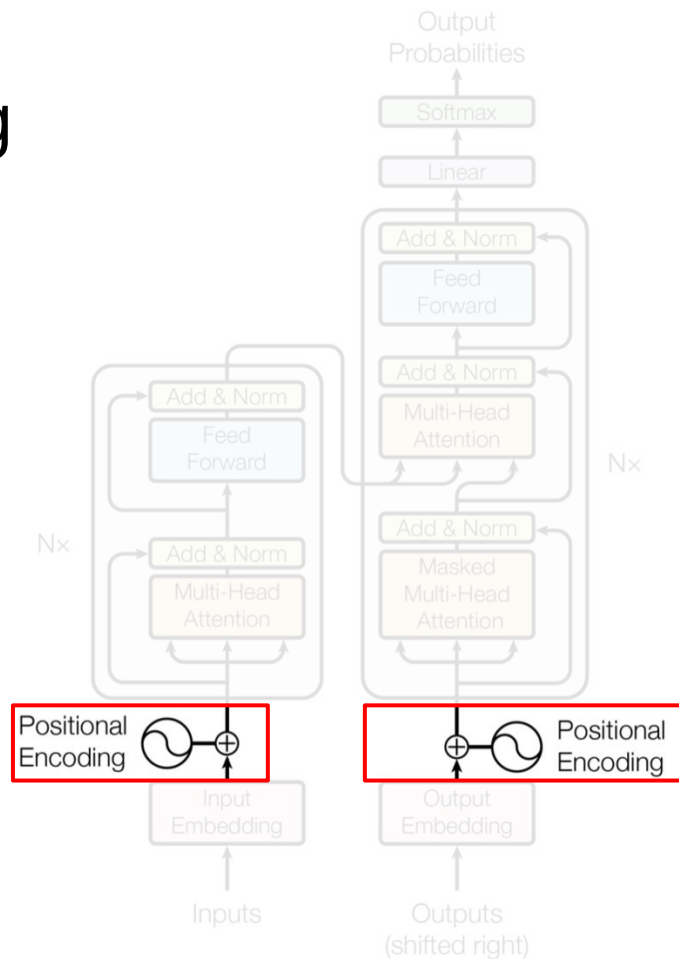 g
Output
Probabilities
Softmax
Linear
Add & Norm
Feed
Forward
Add & Norm
Multi-Head
Attention
Nx
Add & Norm
Masked
Multi-Head
Attention
Add & Norm
Feed
Forward
Nx
Add & Norm
Multi-Head
Attention
Positional
Encoding
Positional
Encoding
Input
Embedding
Output
Embedding
Inputs
Outputs
(shifted right)